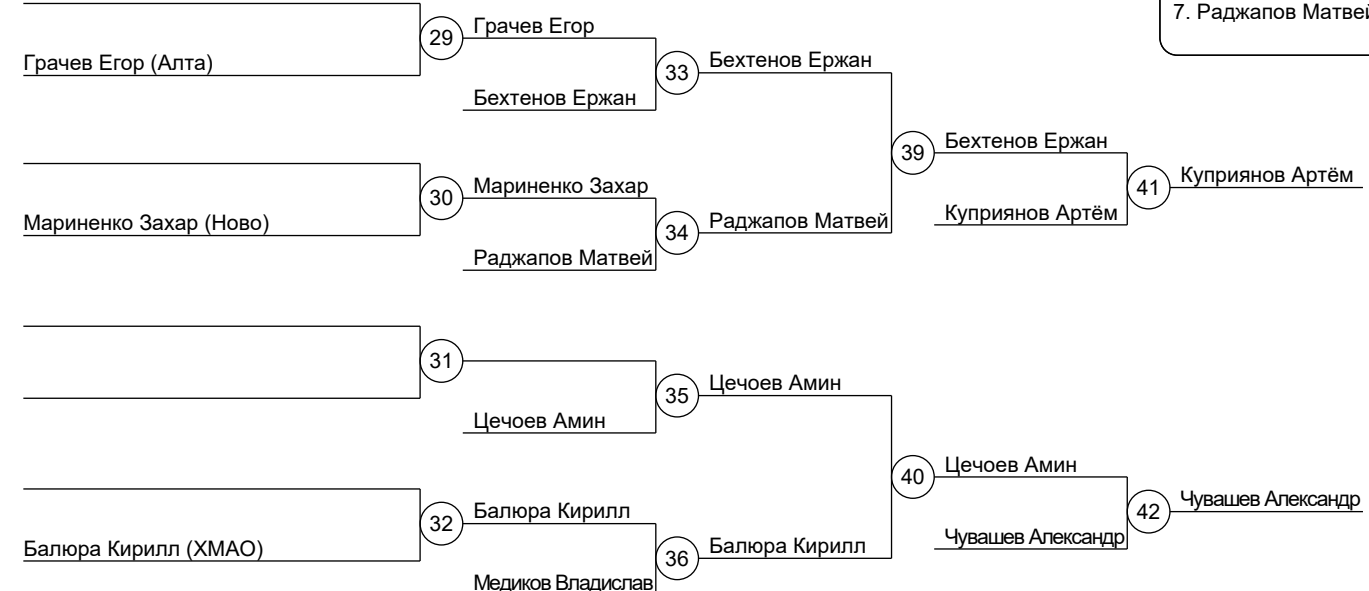 7. Раджапов Матвей
29
Грачев Егор
Грачев Егор (Алта)
33
Бехтенов Ержан
Бехтенов Ержан
39
Бехтенов Ержан
30
Мариненко Захар
41
Куприянов Артём
Мариненко Захар (Ново)
34
Раджапов Матвей
Куприянов Артём
Раджапов Матвей
31
35
Цечоев Амин
Цечоев Амин
40
Цечоев Амин
32
Балюра Кирилл
42
Чувашев Александр
Балюра Кирилл (ХМАО)
36
Балюра Кирилл
Чувашев Александр
Медиков Владислав